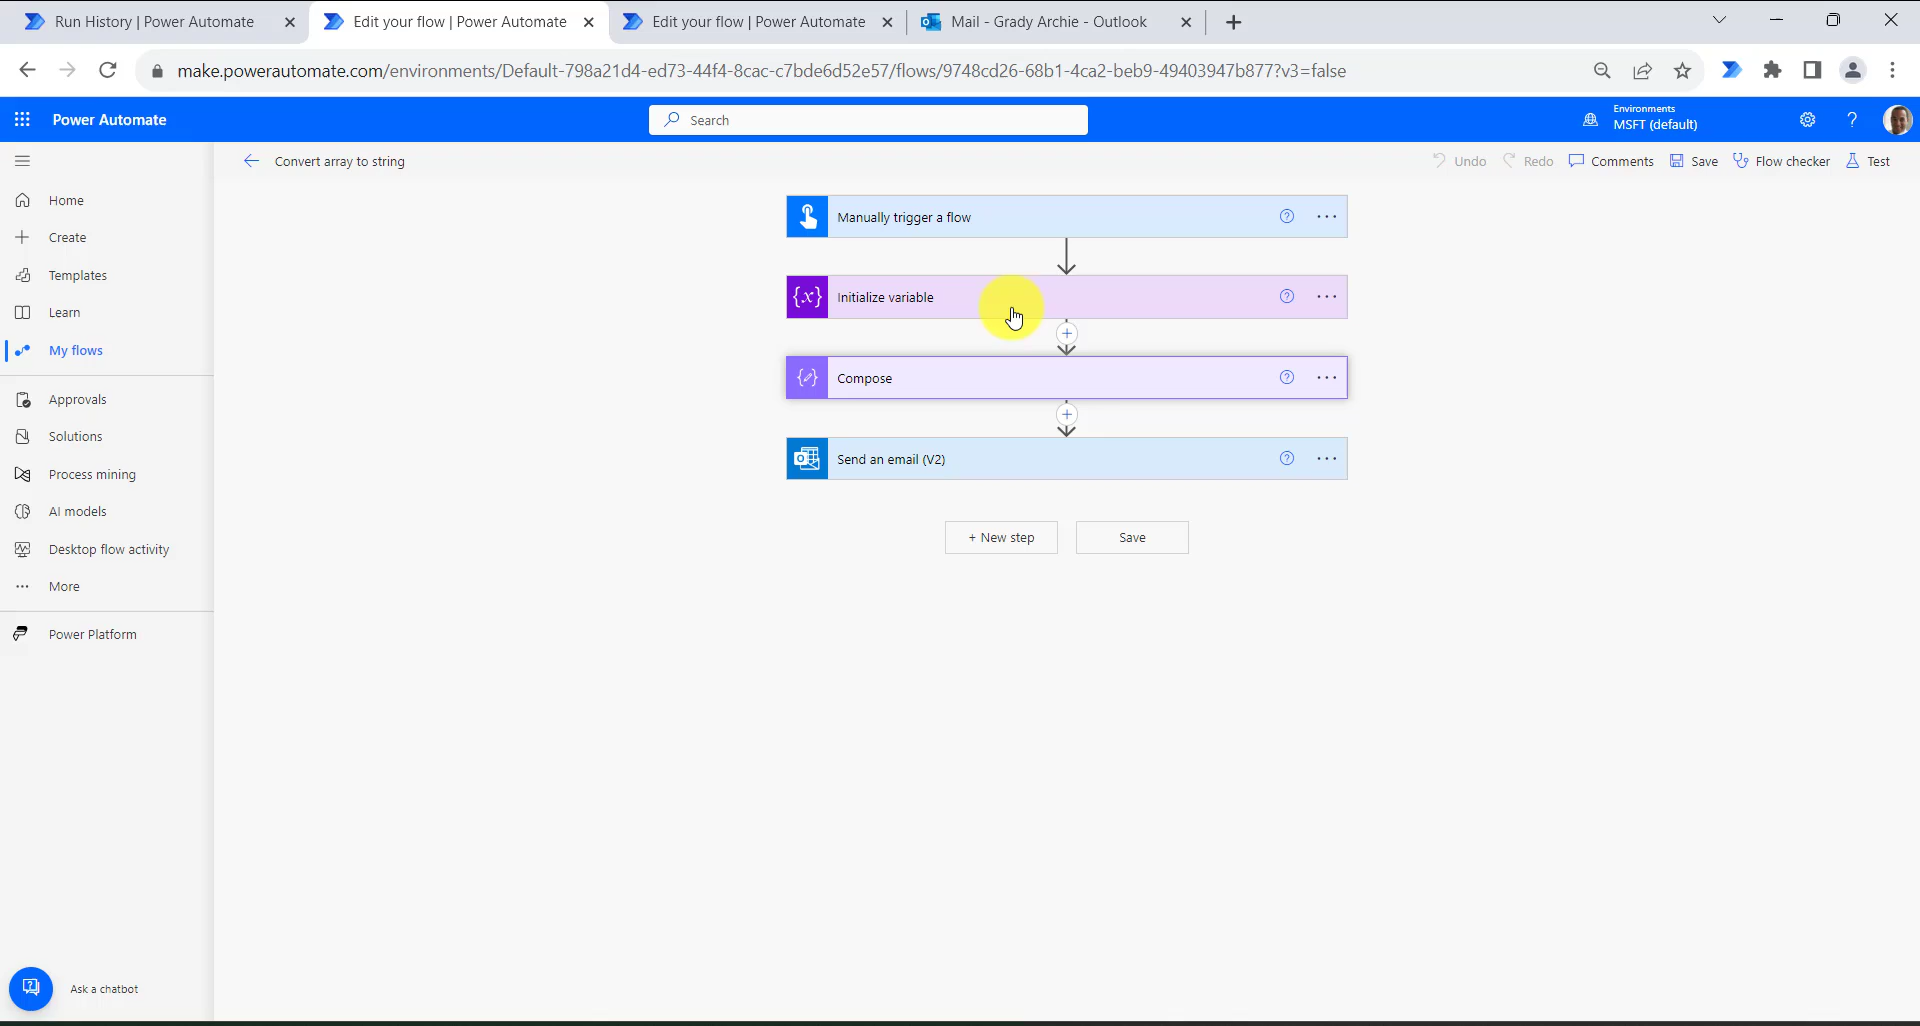 Run History | Power Automate
Edit your flow | Power Automate
Edit your flow | Power Automate
Mail - Grady Archie - Outlook
make.powerautomate.com/environments/Default-798a21d4-ed73-44f4-8cac-c7bde6d52e57/flows/9748cd26-68b1-4ca2-beb9-49403947b877?v3=false
Power Automate
Search
Environments
MSFT (default)
Convert array to string
Undo
Redo
Comments
Save
Flow checker
Test
Home
Create
Templates
Learn
My flows
Approvals
Solutions
Process mining
AI models
Desktop flow activity
More
Power Platform
Ask a chatbot
Manually trigger a flow
Initialize variable
Compose
Send an email (V2)
+ New step
Save